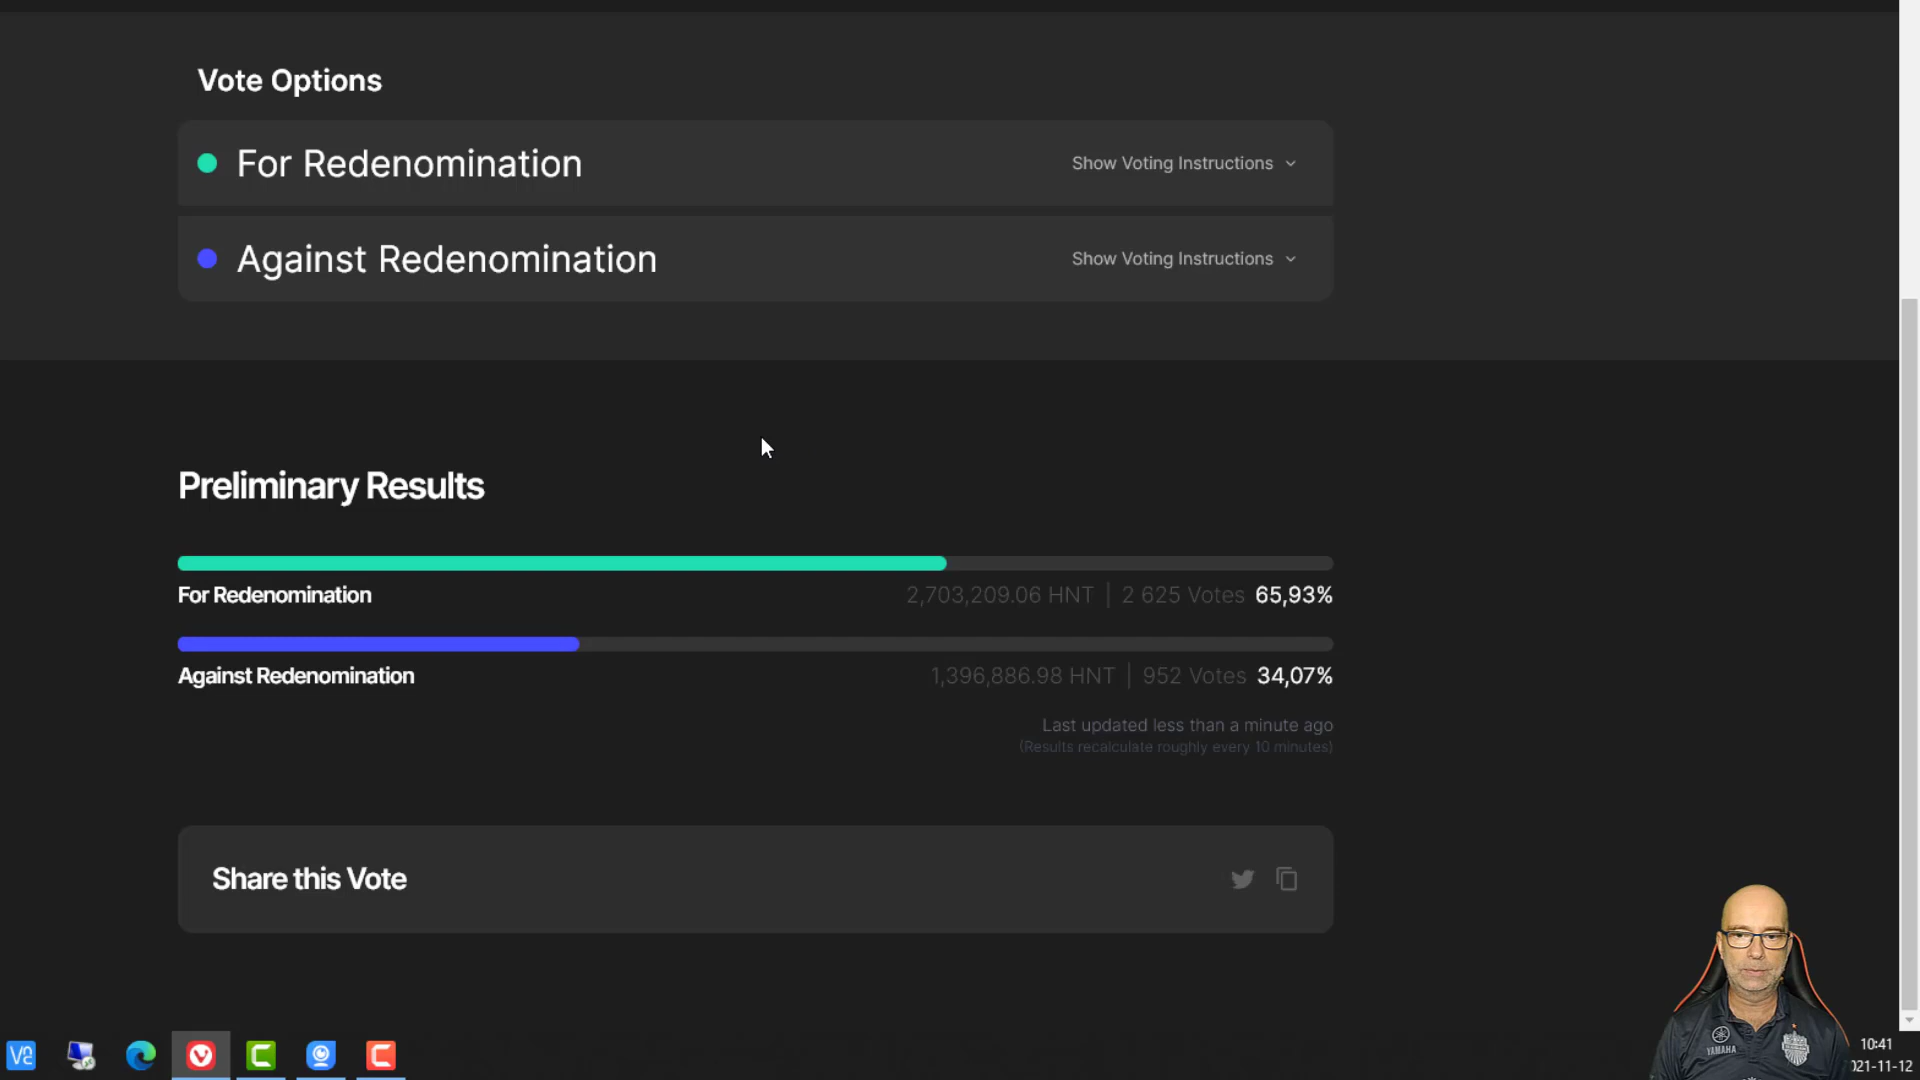 Vote Options
For Redenomination
Show Voting Instructions
Against Redenomination
Show Voting Instructions
Preliminary Results
For Redenomination
2,703,209.06 HNT | 2 625 Votes 65,93%
Against Redenomination
1,396,886.98 HNT | 952 Votes 34,07%
Last updated less than a minute ago
(Results recalculate roughly every 10 minutes)
Share this Vote
YAMAHA
10:41
21-11-12